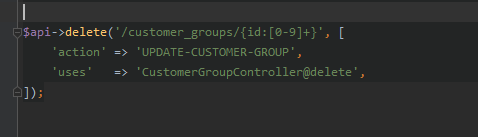 $api->delete('/customer_groups/{id:[0-9]+}', [
    'action' => 'UPDATE-CUSTOMER-GROUP',
    'uses'   => 'CustomerGroupController@delete',
]);